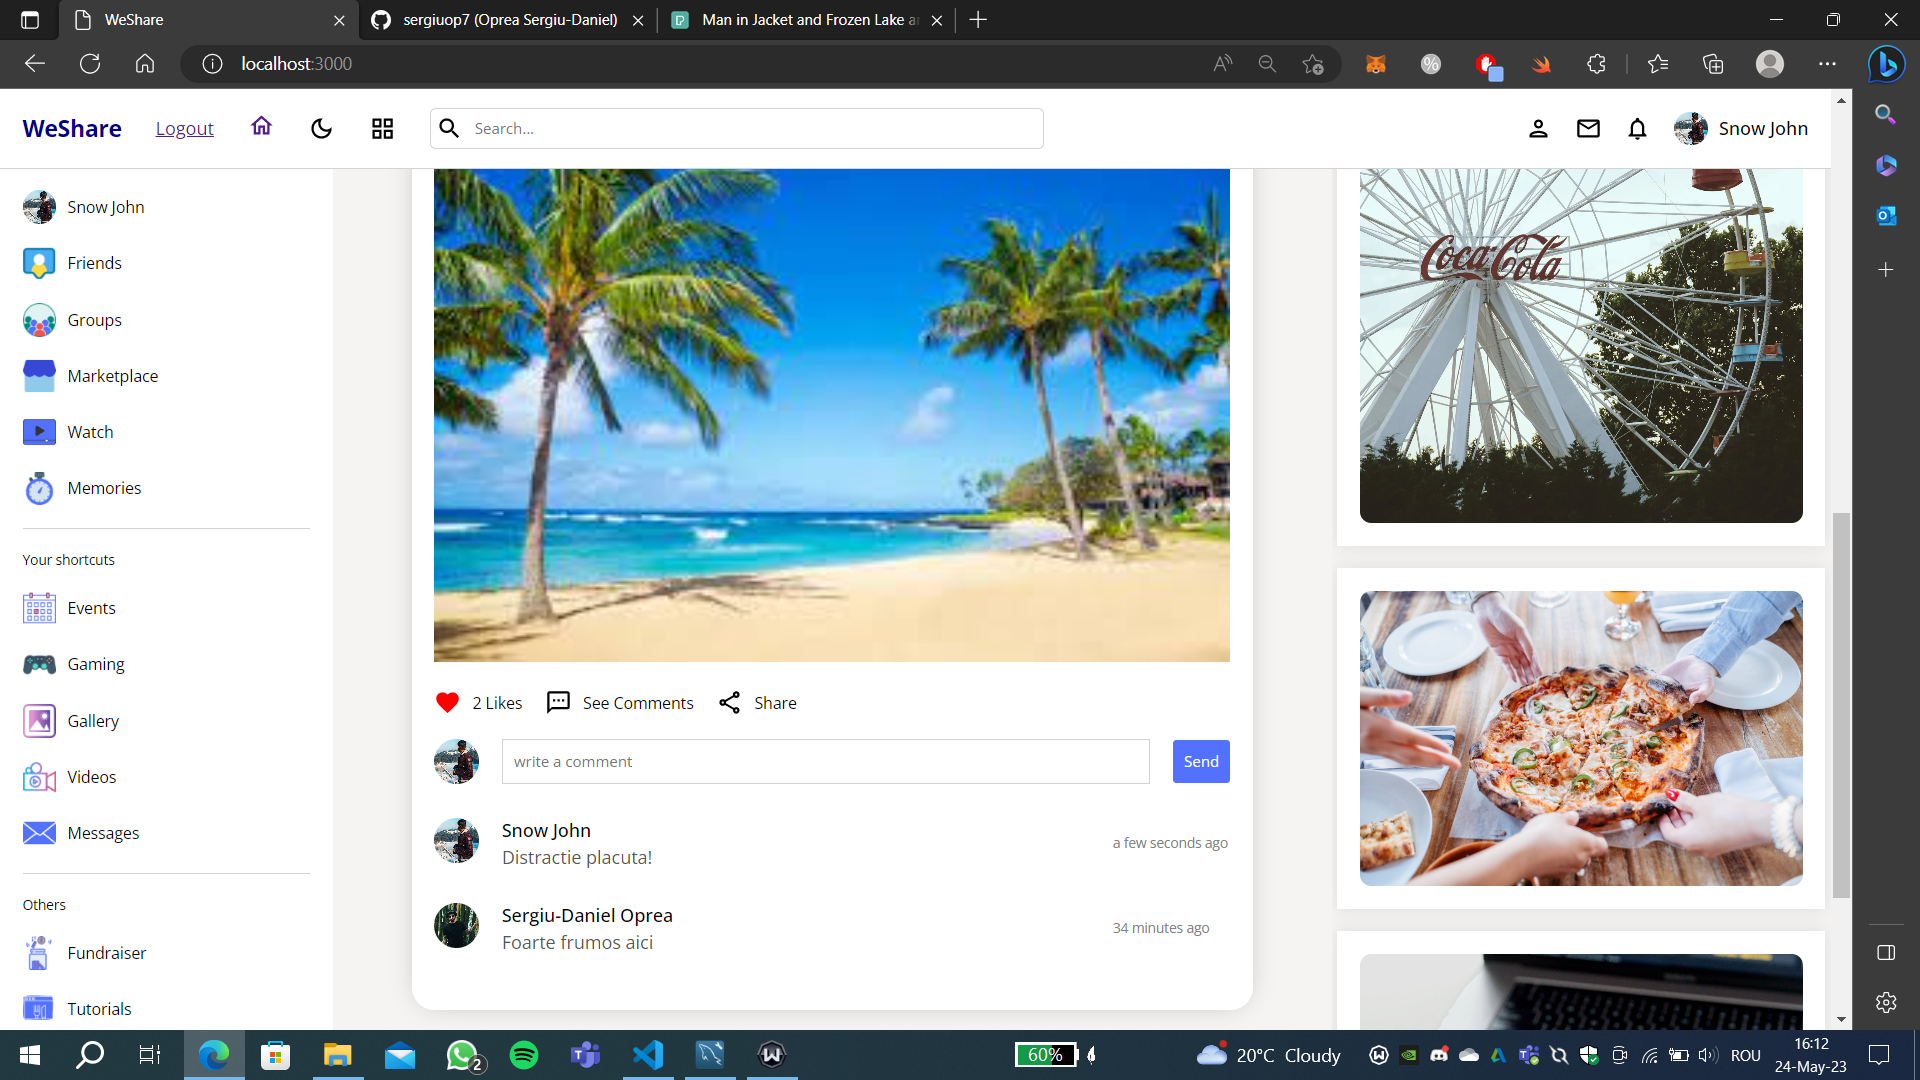 WeShare
sergiuop7 (Oprea Sergiu-Daniel)
Man in Jacket and Frozen Lake a
localhost:3000
WeShare
Logout
Search...
Snow John
Snow John
Friends
Groups
Marketplace
Watch
Memories
Your shortcuts
Events
Gaming
Gallery
Videos
Messages
Others
Fundraiser
Tutorials
Coca-Cola
2 Likes
See Comments
Share
write a comment
Send
Snow John
Distractie placuta!
a few seconds ago
Sergiu-Daniel Oprea
Foarte frumos aici
34 minutes ago
2
60%
20°C Cloudy
ROU
16:12
24-May-23